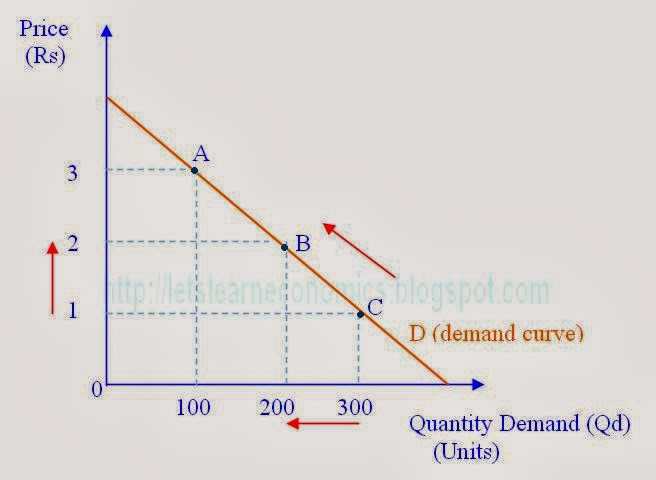 Price
(Rs)
A
3
2
B
http://letslearneconomics.blogspot.com
1
C
D (demand curve)
0
100 200 300
Quantity Demand (Qd)
(Units)